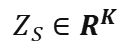 Z_S ∈ R^K